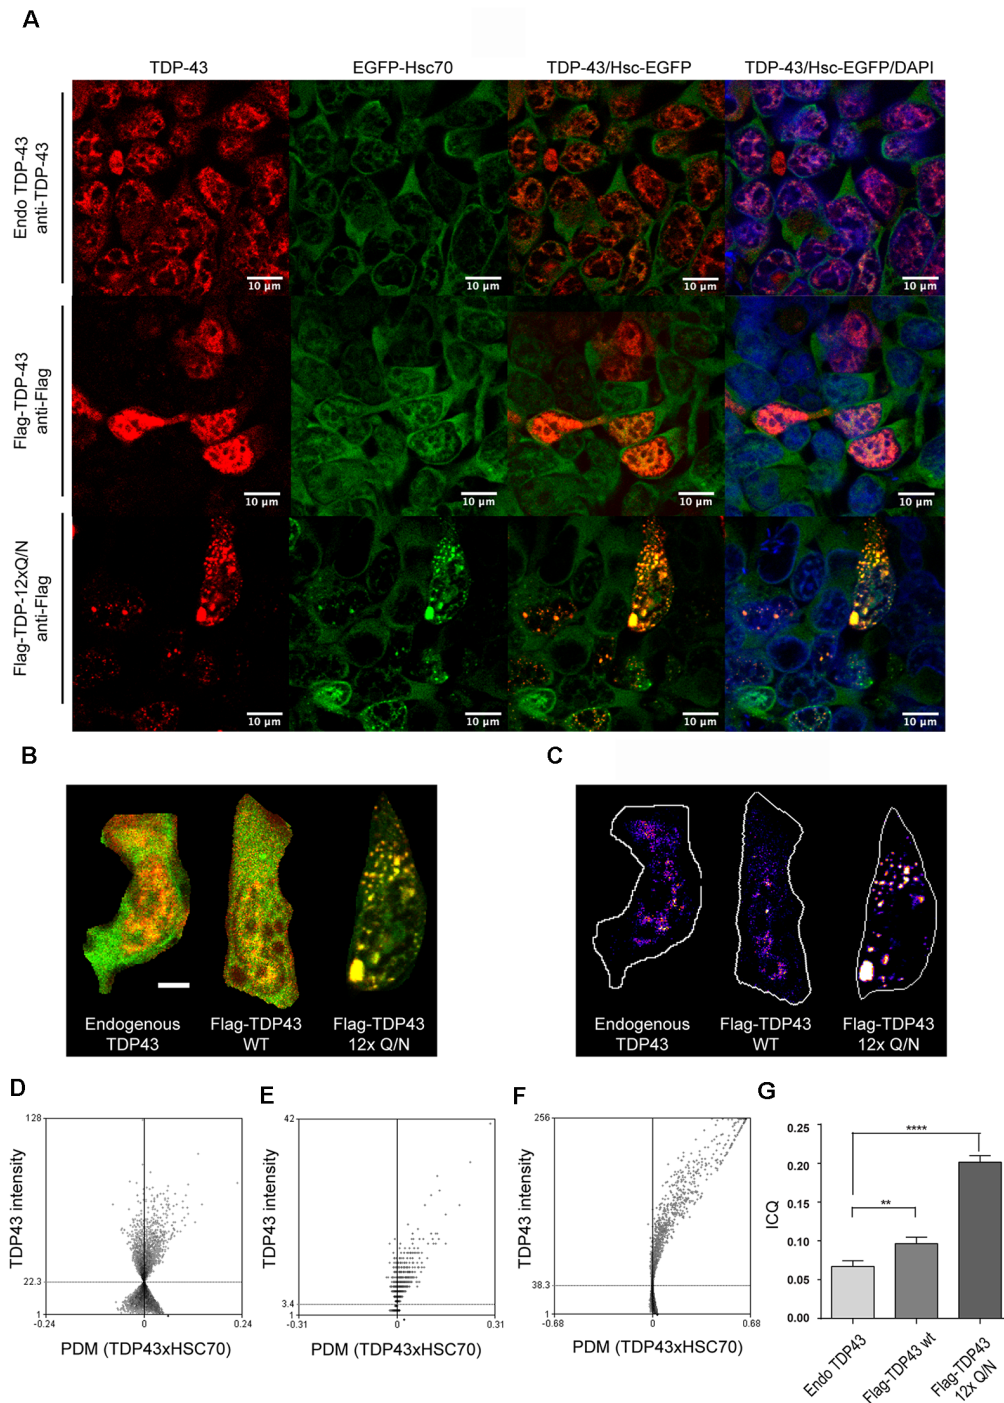 A
TDP-43
EGFP-Hsc70
TDP-43/Hsc-EGFP
TDP-43/Hsc-EGFP/DAPI
Endo TDP-43
anti-TDP-43
10 µm
10 µm
10 µm
10 µm
Flag-TDP-43
anti-Flag
10 µm
10 µm
10 µm
10 µm
Flag-TDP-12xQ/N
anti-Flag
10 µm
10 µm
10 µm
10 µm
B
Endogenous
TDP43
Flag-TDP43
WT
Flag-TDP43
12x Q/N
C
Endogenous
TDP43
Flag-TDP43
WT
Flag-TDP43
12x Q/N
D
TDP43 intensity
128
22.3
1
-0.24
0
0.24
PDM (TDP43xHSC70)
E
TDP43 intensity
42
3.4
1
-0.31
0
0.31
PDM (TDP43xHSC70)
F
TDP43 intensity
256
38.3
1
-0.68
0
0.68
PDM (TDP43xHSC70)
G
ICQ
0.25
0.20
0.15
0.10
0.05
0.00
****
**
Endo TDP43
Flag-TDP43 wt
Flag-TDP43
12x Q/N